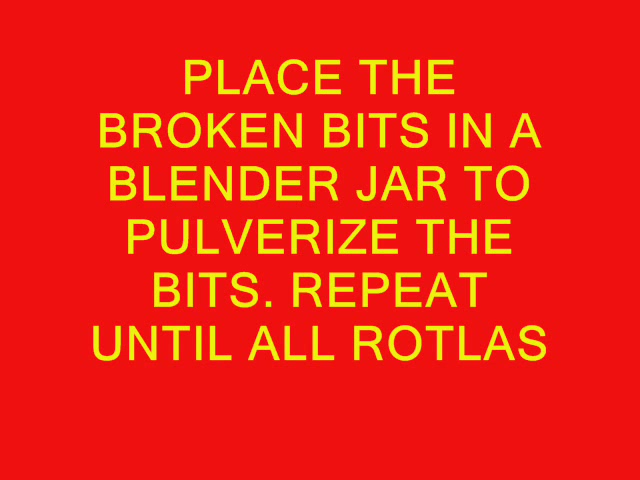 PLACE THE
BROKEN BITS IN A
BLENDER JAR TO
PULVERIZE THE
BITS. REPEAT
UNTIL ALL ROTLAS